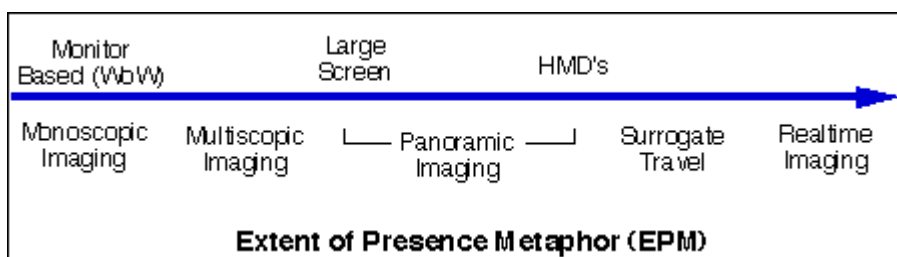 Monitor
Based (WoW)
Large
Screen
HMD's
Monoscopic
Imaging
Multiscopic
Imaging
Panoramic
Imaging
Surrogate
Travel
Realtime
Imaging
Extent of Presence Metaphor (EPM)